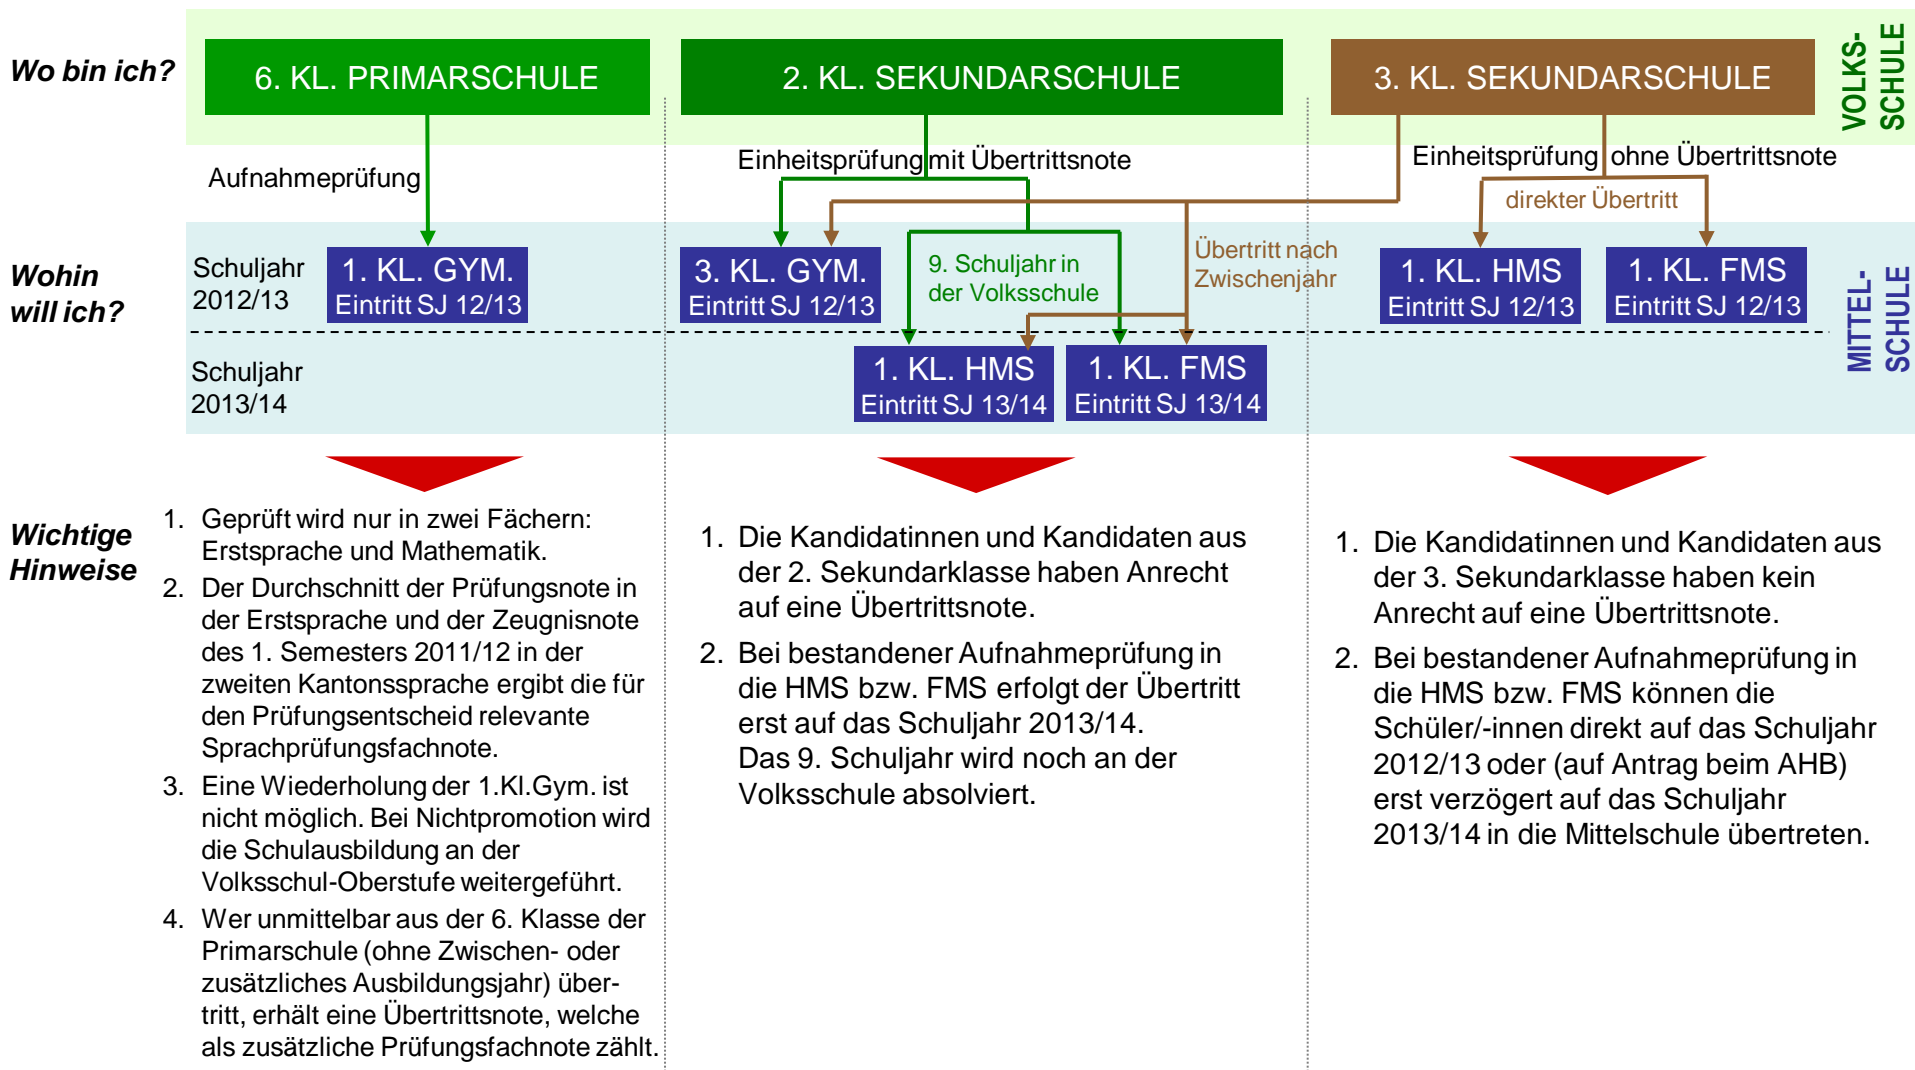 Wo bin ich?
6. KL. PRIMARSCHULE
2. KL. SEKUNDARSCHULE
3. KL. SEKUNDARSCHULE
VOLKS-
SCHULE
Aufnahmeprüfung
Einheitsprüfung mit Übertrittsnote
Einheitsprüfung ohne Übertrittsnote
direkter Übertritt
Wohin
will ich?
Schuljahr
2012/13
1. KL. GYM.
Eintritt SJ 12/13
3. KL. GYM.
Eintritt SJ 12/13
9. Schuljahr in
der Volksschule
Übertritt nach
Zwischenjahr
1. KL. HMS
Eintritt SJ 12/13
1. KL. FMS
Eintritt SJ 12/13
MITTEL-
SCHULE
Schuljahr
2013/14
1. KL. HMS
Eintritt SJ 13/14
1. KL. FMS
Eintritt SJ 13/14
Wichtige
Hinweise
1. Geprüft wird nur in zwei Fächern:
Erstsprache und Mathematik.
2. Der Durchschnitt der Prüfungsnote in
der Erstsprache und der Zeugnisnote
des 1. Semesters 2011/12 in der
zweiten Kantonssprache ergibt die für
den Prüfungsentscheid relevante
Sprachprüfungsfachnote.
3. Eine Wiederholung der 1.Kl.Gym. ist
nicht möglich. Bei Nichtpromotion wird
die Schulausbildung an der
Volksschul-Oberstufe weitergeführt.
4. Wer unmittelbar aus der 6. Klasse der
Primarschule (ohne Zwischen- oder
zusätzliches Ausbildungsjahr) über-
tritt, erhält eine Übertrittsnote, welche
als zusätzliche Prüfungsfachnote zählt.
1. Die Kandidatinnen und Kandidaten aus
der 2. Sekundarklasse haben Anrecht
auf eine Übertrittsnote.
2. Bei bestandener Aufnahmeprüfung in
die HMS bzw. FMS erfolgt der Übertritt
erst auf das Schuljahr 2013/14.
Das 9. Schuljahr wird noch an der
Volksschule absolviert.
1. Die Kandidatinnen und Kandidaten aus
der 3. Sekundarklasse haben kein
Anrecht auf eine Übertrittsnote.
2. Bei bestandener Aufnahmeprüfung in
die HMS bzw. FMS können die
Schüler/-innen direkt auf das Schuljahr
2012/13 oder (auf Antrag beim AHB)
erst verzögert auf das Schuljahr
2013/14 in die Mittelschule übertreten.